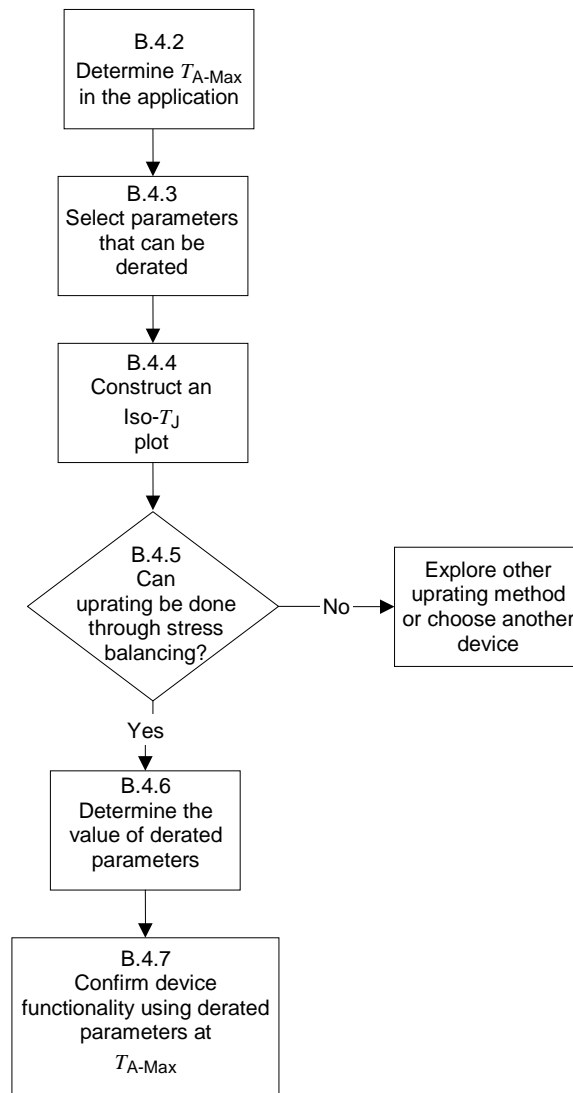 B.4.2
Determine TA-Max
in the application
B.4.3
Select parameters
that can be
derated
B.4.4
Construct an
Iso-TJ
plot
B.4.5
Can
uprating be done
through stress
balancing?
No
Explore other
uprating method
or choose another
device
Yes
B.4.6
Determine the
value of derated
parameters
B.4.7
Confirm device
functionality using derated
parameters at
TA-Max